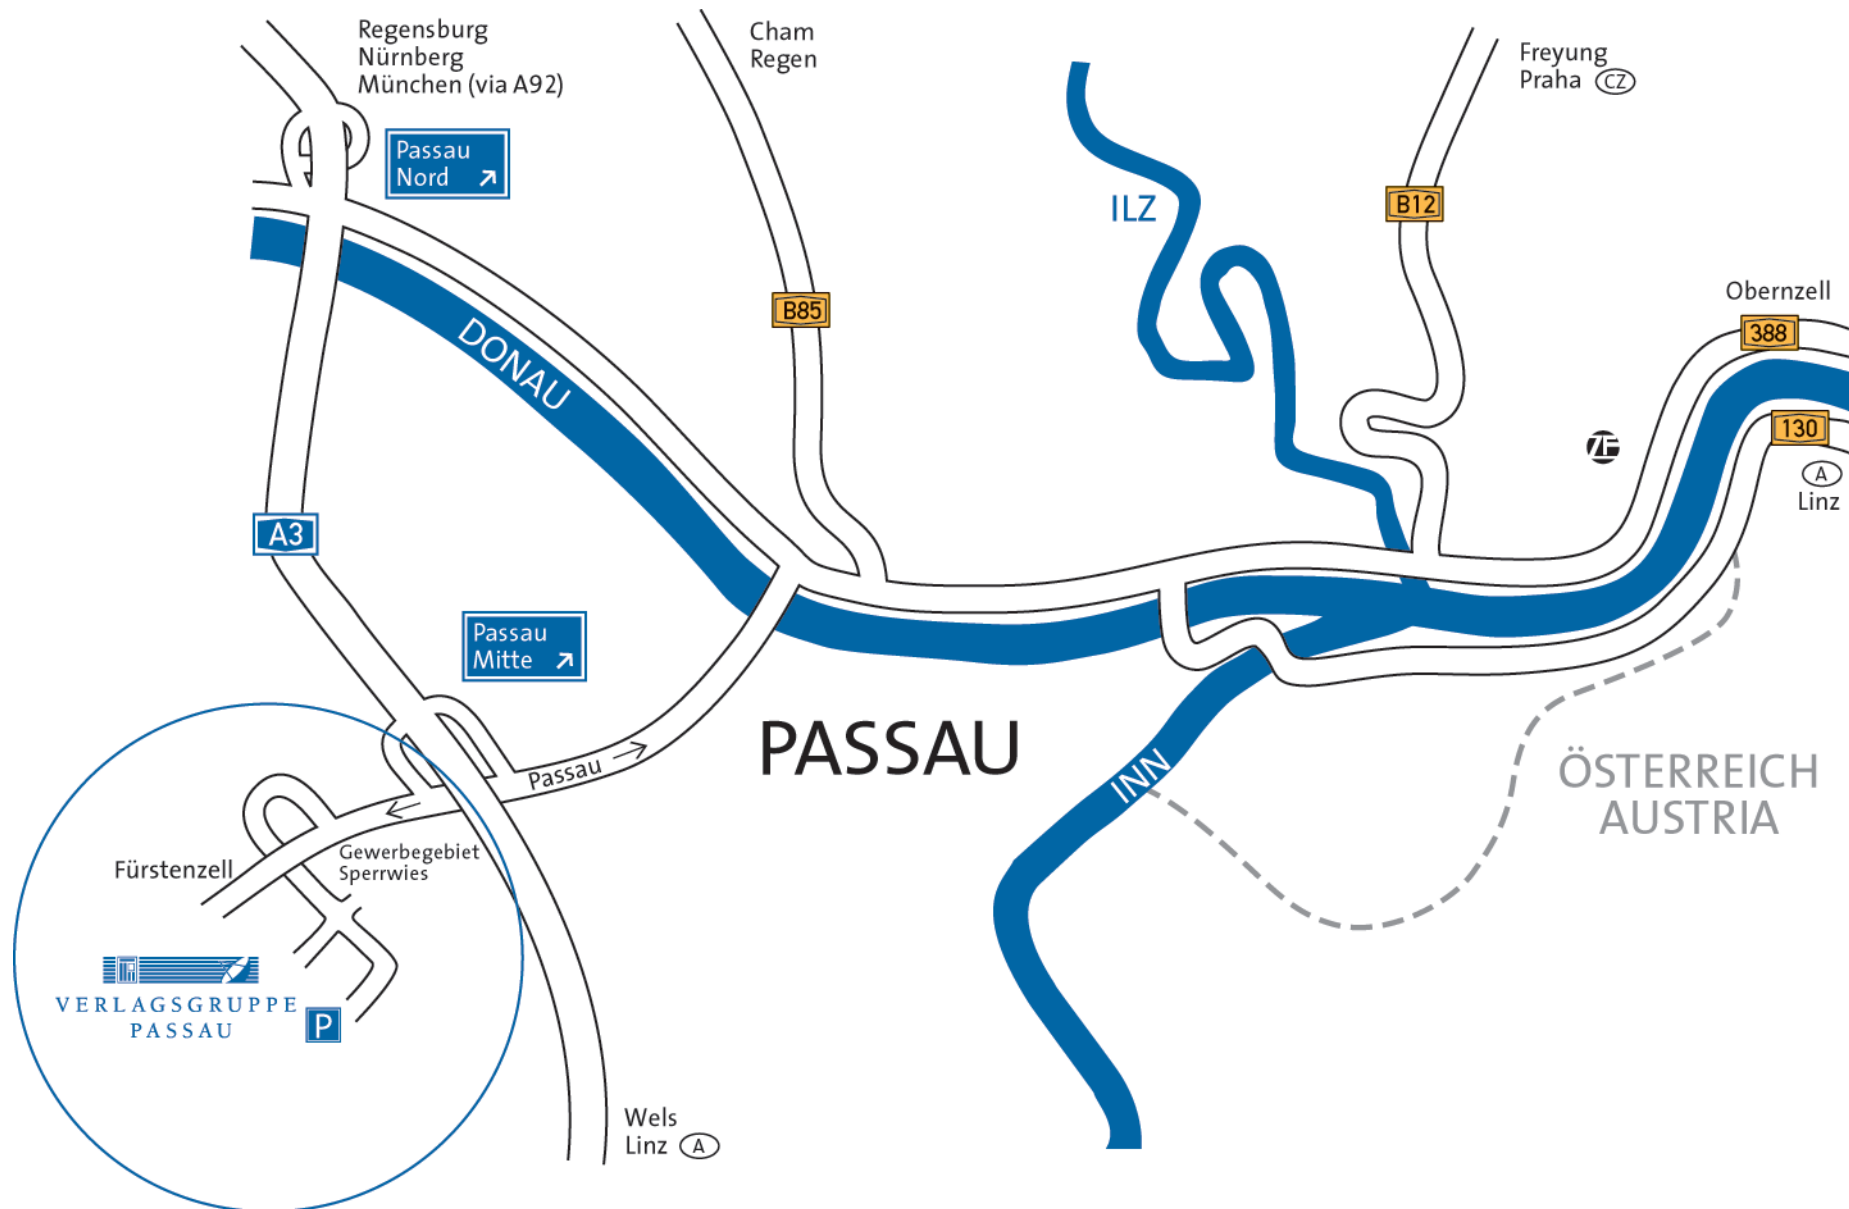 Regensburg
Nürnberg
München (via A92)
Cham
Regen
Freyung
Praha CZ
Passau
Nord
ILZ
B12
Obernzell
388
B85
DONAU
130
A
Linz
ZF
A3
Passau
Mitte
PASSAU
Passau
INN
ÖSTERREICH
AUSTRIA
Fürstenzell
Gewerbegebiet
Sperrwies
VERLAGSGRUPPE
PASSAU
P
Wels
Linz A